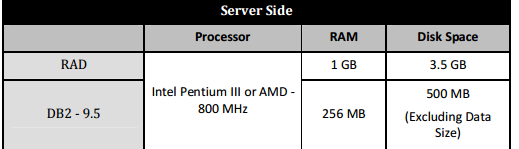 Server Side
Processor RAM Disk Space
RAD 1 GB 3.5 GB
Intel Pentium III or AMD -
800 MHz
DB2 - 9.5 256 MB 500 MB
(Excluding Data
Size)